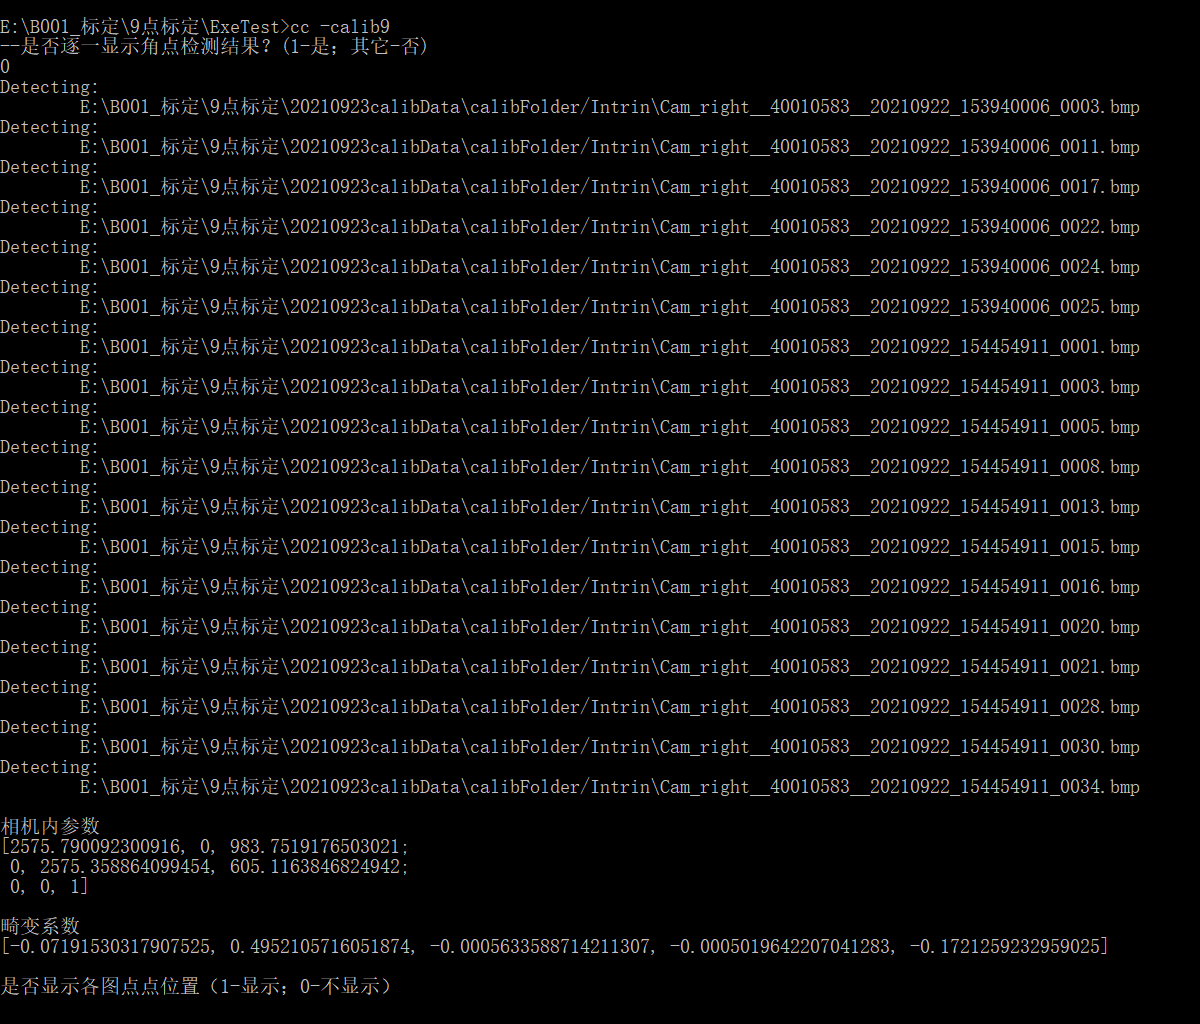 E:\B001_标定\9点标定\ExeTest>cc -calib9
--是否逐一显示角点检测结果？(1-是；其它-否)
0
Detecting:
E:\B001_标定\9点标定\20210923calibData\calibFolder/Intrin\Cam_right__40010583__20210922_153940006_0003.bmp
Detecting:
E:\B001_标定\9点标定\20210923calibData\calibFolder/Intrin\Cam_right__40010583__20210922_153940006_0011.bmp
Detecting:
E:\B001_标定\9点标定\20210923calibData\calibFolder/Intrin\Cam_right__40010583__20210922_153940006_0017.bmp
Detecting:
E:\B001_标定\9点标定\20210923calibData\calibFolder/Intrin\Cam_right__40010583__20210922_153940006_0022.bmp
Detecting:
E:\B001_标定\9点标定\20210923calibData\calibFolder/Intrin\Cam_right__40010583__20210922_153940006_0024.bmp
Detecting:
E:\B001_标定\9点标定\20210923calibData\calibFolder/Intrin\Cam_right__40010583__20210922_153940006_0025.bmp
Detecting:
E:\B001_标定\9点标定\20210923calibData\calibFolder/Intrin\Cam_right__40010583__20210922_154454911_0001.bmp
Detecting:
E:\B001_标定\9点标定\20210923calibData\calibFolder/Intrin\Cam_right__40010583__20210922_154454911_0003.bmp
Detecting:
E:\B001_标定\9点标定\20210923calibData\calibFolder/Intrin\Cam_right__40010583__20210922_154454911_0005.bmp
Detecting:
E:\B001_标定\9点标定\20210923calibData\calibFolder/Intrin\Cam_right__40010583__20210922_154454911_0008.bmp
Detecting:
E:\B001_标定\9点标定\20210923calibData\calibFolder/Intrin\Cam_right__40010583__20210922_154454911_0013.bmp
Detecting:
E:\B001_标定\9点标定\20210923calibData\calibFolder/Intrin\Cam_right__40010583__20210922_154454911_0015.bmp
Detecting:
E:\B001_标定\9点标定\20210923calibData\calibFolder/Intrin\Cam_right__40010583__20210922_154454911_0016.bmp
Detecting:
E:\B001_标定\9点标定\20210923calibData\calibFolder/Intrin\Cam_right__40010583__20210922_154454911_0020.bmp
Detecting:
E:\B001_标定\9点标定\20210923calibData\calibFolder/Intrin\Cam_right__40010583__20210922_154454911_0021.bmp
Detecting:
E:\B001_标定\9点标定\20210923calibData\calibFolder/Intrin\Cam_right__40010583__20210922_154454911_0028.bmp
Detecting:
E:\B001_标定\9点标定\20210923calibData\calibFolder/Intrin\Cam_right__40010583__20210922_154454911_0030.bmp
Detecting:
E:\B001_标定\9点标定\20210923calibData\calibFolder/Intrin\Cam_right__40010583__20210922_154454911_0034.bmp
相机内参数
[2575.790092300916, 0, 983.7519176503021;
0, 2575.358864099454, 605.1163846824942;
0, 0, 1]
畸变系数
[-0.07191530317907525, 0.4952105716051874, -0.0005633588714211307, -0.0005019642207041283, -0.1721259232959025]
是否显示各图点点位置（1-显示；0-不显示）